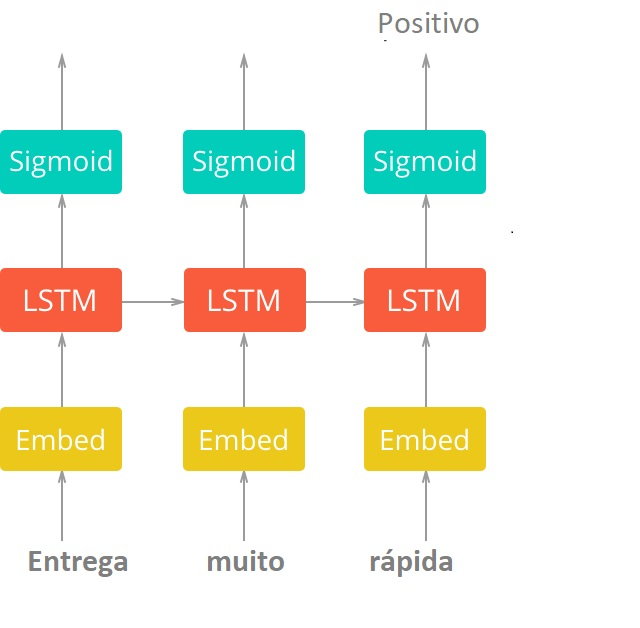 Positivo
Sigmoid Sigmoid Sigmoid
LSTM LSTM LSTM
Embed Embed Embed
Entrega muito rápida